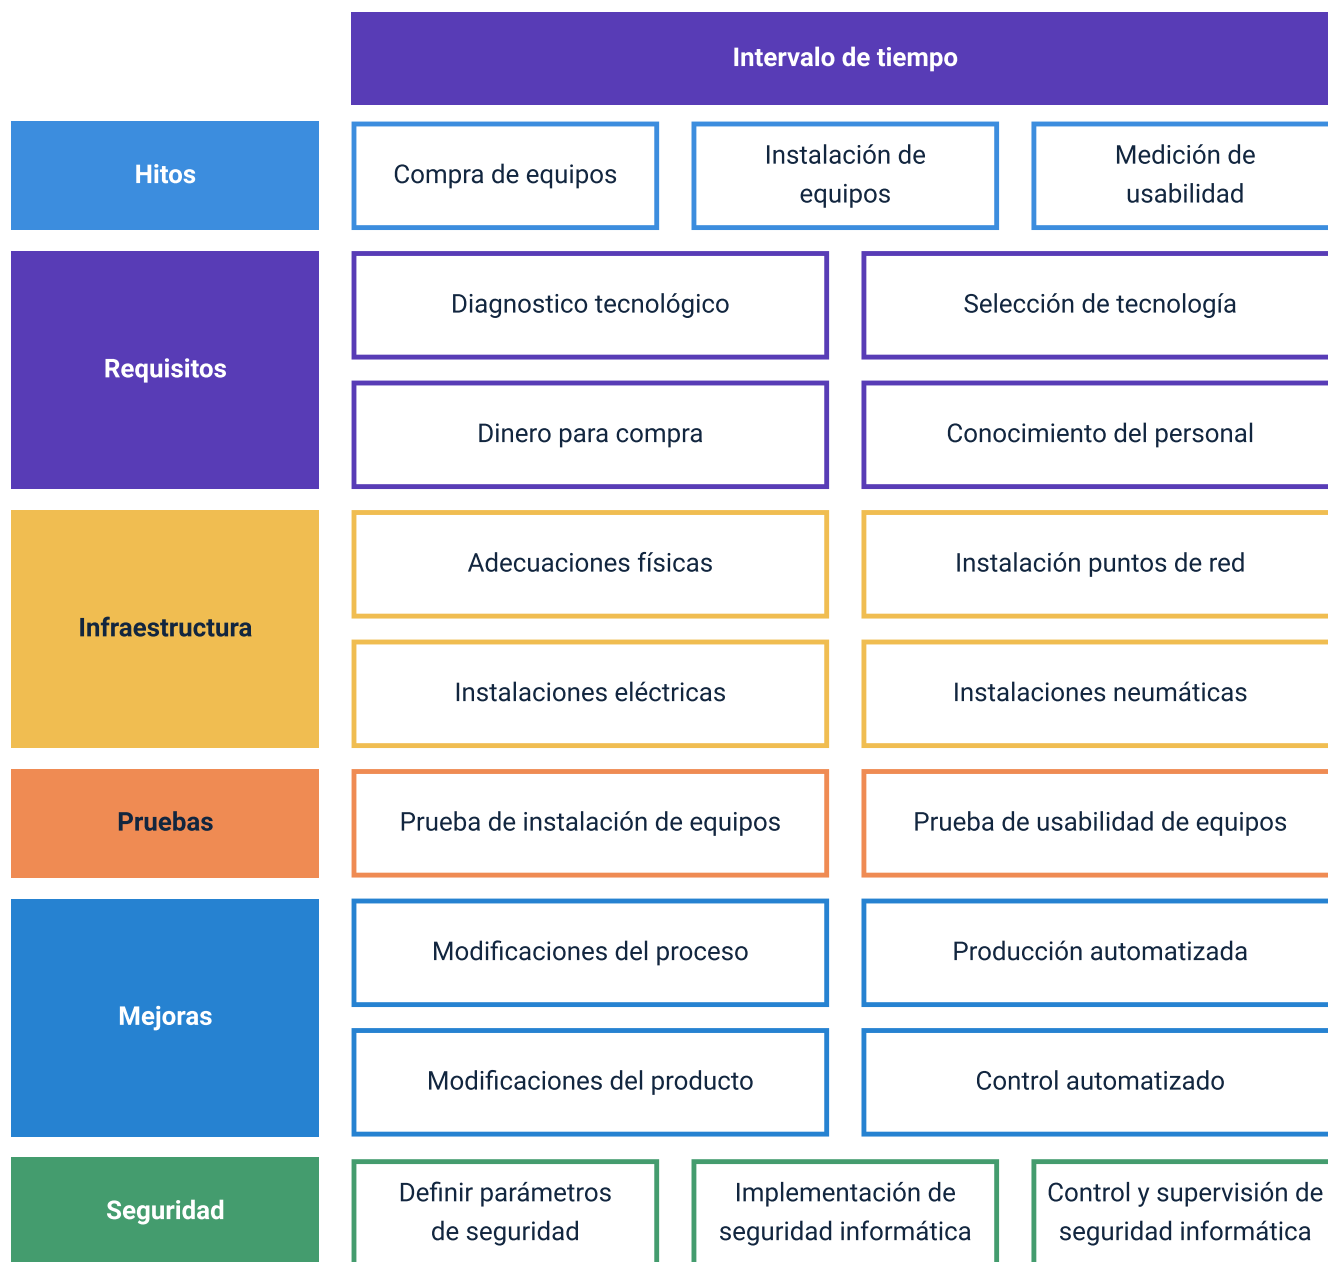 Intervalo de tiempo
Hitos
Compra de equipos
Instalación de
equipos
Medición de
usabilidad
Requisitos
Diagnostico tecnológico
Selección de tecnología
Dinero para compra
Conocimiento del personal
Infraestructura
Adecuaciones físicas
Instalación puntos de red
Instalaciones eléctricas
Instalaciones neumáticas
Pruebas
Prueba de instalación de equipos
Prueba de usabilidad de equipos
Mejoras
Modificaciones del proceso
Producción automatizada
Modificaciones del producto
Control automatizado
Seguridad
Definir parámetros
de seguridad
Implementación de
seguridad informática
Control y supervisión de
seguridad informática